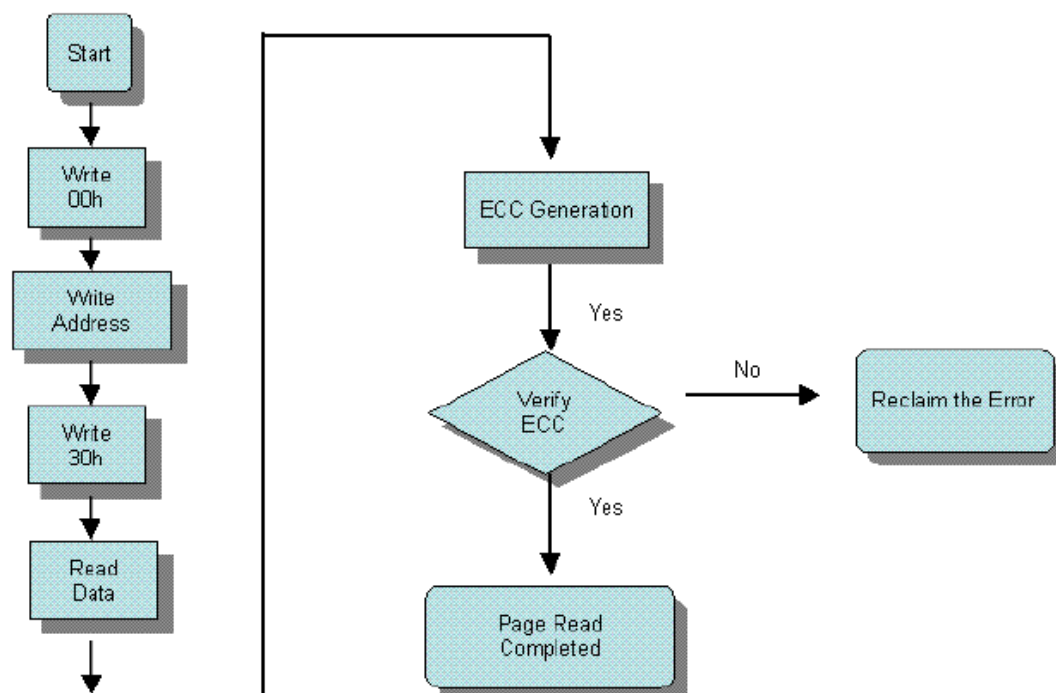 Start
Write
00h
Write
Address
Write
30h
Read
Data
ECC Generation
Yes
Verify
ECC
No
Reclaim the Error
Yes
Page Read
Completed